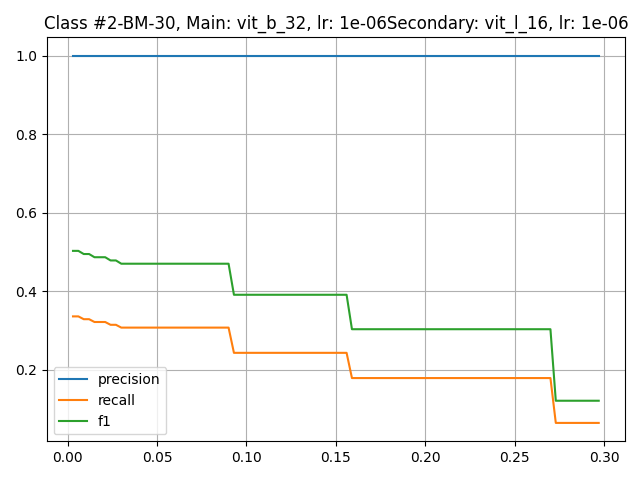 Class #2-BM-30, Main: vit_b_32, lr: 1e-06Secondary: vit_l_16, lr: 1e-06
1.0
0.8
0.6
0.4
0.2
precision
recall
f1
0.00 0.05 0.10 0.15 0.20 0.25 0.30